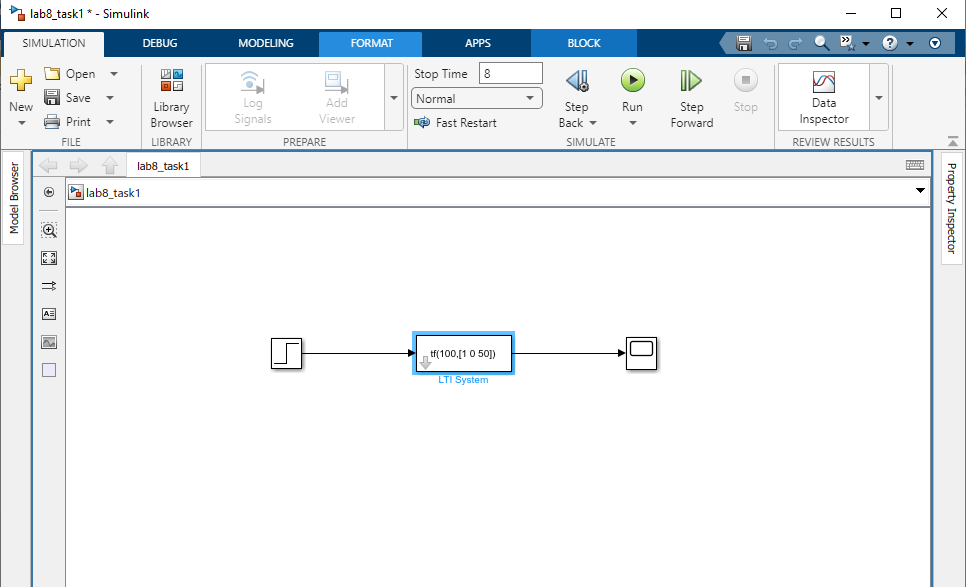 lab8_task1 * - Simulink
SIMULATION DEBUG MODELING FORMAT APPS BLOCK
New
Open
Save
Print
FILE
Library
Browser
LIBRARY
Log
Signals
Add
Viewer
PREPARE
Stop Time 8
Normal
Fast Restart
Step
Back
Run
Step
Forward
Stop
SIMULATE
Data
Inspector
REVIEW RESULTS
Model Browser
lab8_task1
lab8_task1
Property Inspector
tf(100,[1 0 50])
LTI System